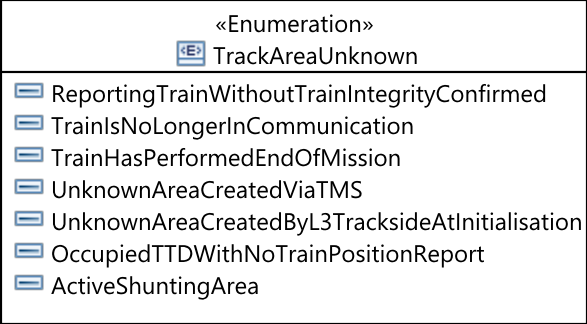 «Enumeration»
<E> TrackAreaUnknown
ReportingTrainWithoutTrainIntegrityConfirmed
TrainIsNoLongerInCommunication
TrainHasPerformedEndOfMission
UnknownAreaCreatedViaTMS
UnknownAreaCreatedByL3TracksideAtInitialisation
OccupiedTTDWithNoTrainPositionReport
ActiveShuntingArea